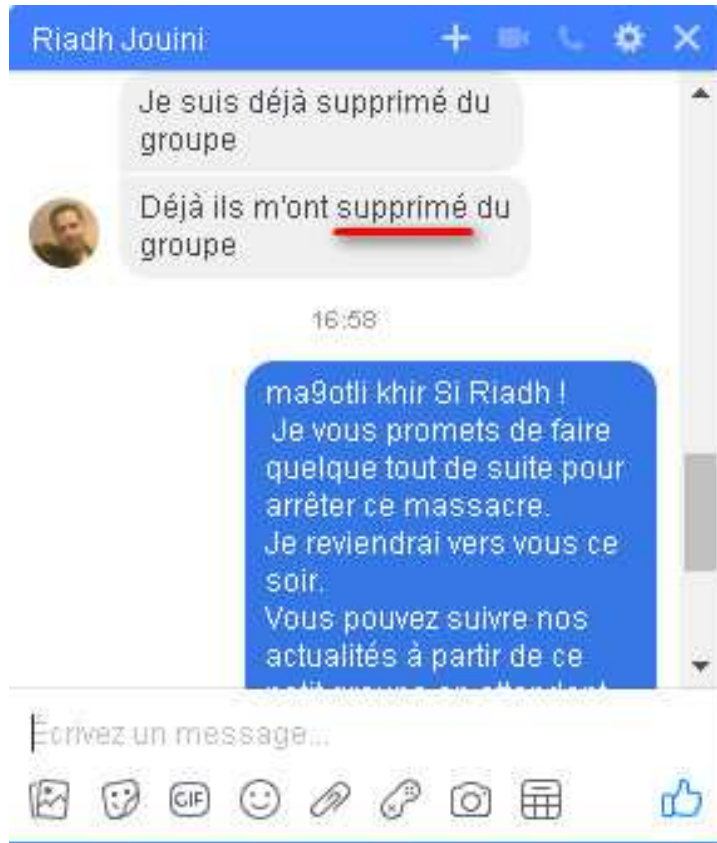 Riadh Jouini
Je suis déjà supprimé du
groupe
Déjà ils m'ont supprimé du
groupe
16:58
ma9otli khir Si Riadh !
Je vous promets de faire
quelque tout de suite pour
arrêter ce massacre.
Je reviendrai vers vous ce
soir.
Vous pouvez suivre nos
actualités à partir de ce
Écrivez un message...
GIF